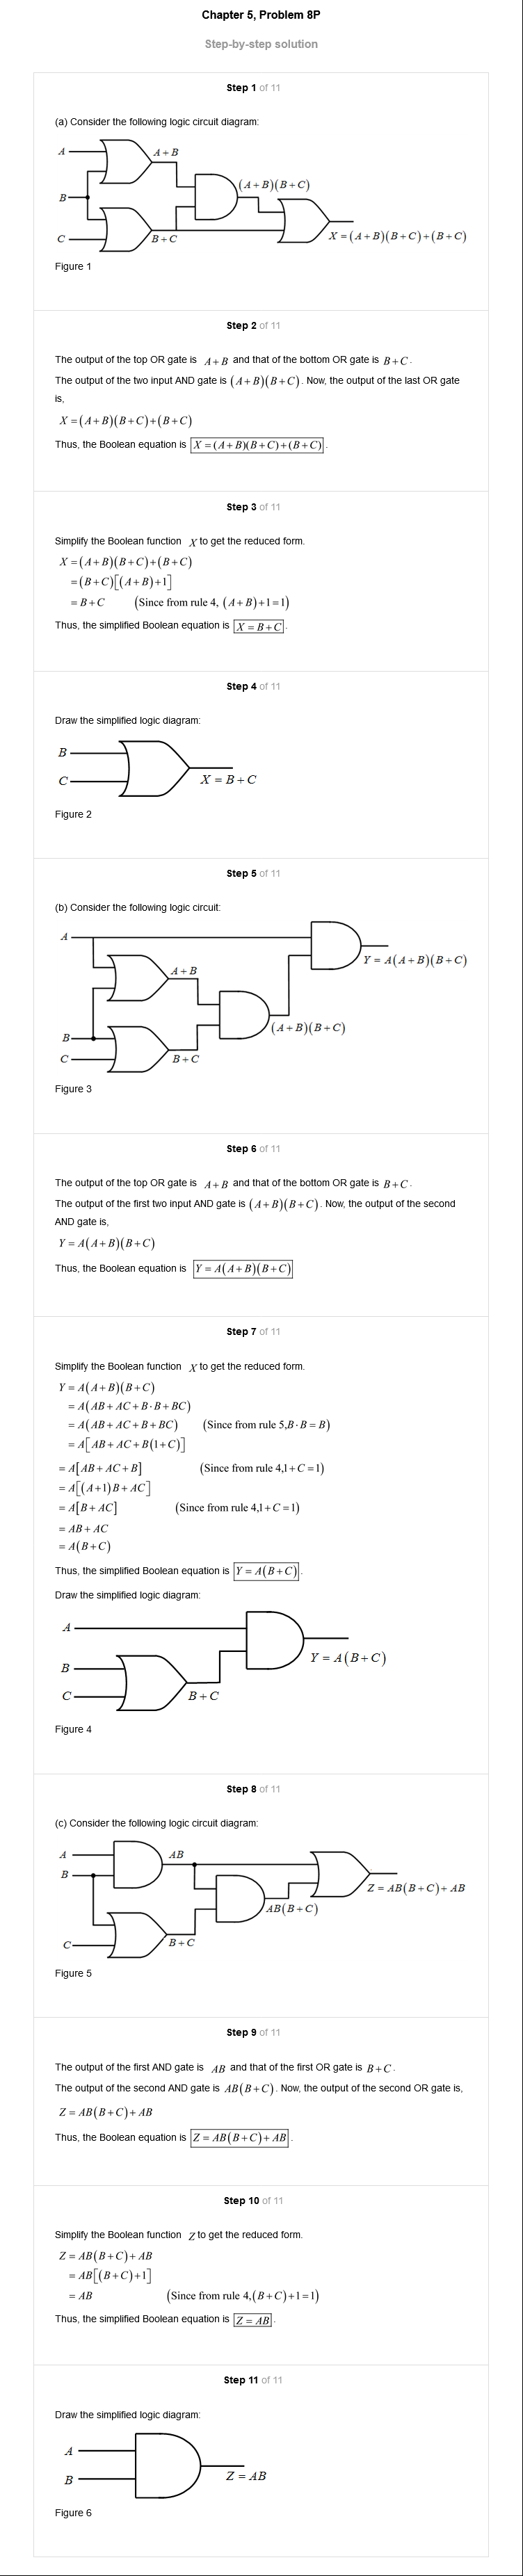 Chapter 5, Problem 8P
Step-by-step solution
Step 1 of 11
(a) Consider the following logic circuit diagram:
A
A + B
(A + B)(B + C)
B
C
B + C
X = (A + B)(B + C) + (B + C)
Figure 1
Step 2 of 11
The output of the top OR gate is A + B and that of the bottom OR gate is B + C .
The output of the two input AND gate is (A + B)(B + C) . Now, the output of the last OR gate
is,
X = (A + B)(B + C) + (B + C)
Thus, the Boolean equation is X = (A + B)(B + C) + (B + C) .
Step 3 of 11
Simplify the Boolean function X to get the reduced form.
X = (A + B)(B + C) + (B + C)
= (B + C)[(A + B) + 1]
= B + C (Since from rule 4, (A + B) + 1 = 1)
Thus, the simplified Boolean equation is X = B + C .
Step 4 of 11
Draw the simplified logic diagram:
B
C
X = B + C
Figure 2
Step 5 of 11
(b) Consider the following logic circuit:
A
Y = A(A + B)(B + C)
A + B
(A + B)(B + C)
B
C
B + C
Figure 3
Step 6 of 11
The output of the top OR gate is A + B and that of the bottom OR gate is B + C .
The output of the first two input AND gate is (A + B)(B + C) . Now, the output of the second
AND gate is,
Y = A(A + B)(B + C)
Thus, the Boolean equation is Y = A(A + B)(B + C)
Step 7 of 11
Simplify the Boolean function X to get the reduced form.
Y = A(A + B)(B + C)
= A(AB + AC + B · B + BC)
= A(AB + AC + B + BC) (Since from rule 5,B · B = B)
= A[AB + AC + B(1 + C)]
= A[AB + AC + B] (Since from rule 4,1 + C = 1)
= A[(A + 1)B + AC]
= A[B + AC] (Since from rule 4,1 + C = 1)
= AB + AC
= A(B + C)
Thus, the simplified Boolean equation is Y = A(B + C) .
Draw the simplified logic diagram:
A
Y = A(B + C)
B
C
B + C
Figure 4
Step 8 of 11
(c) Consider the following logic circuit diagram:
A
AB
B
Z = AB(B + C) + AB
AB(B + C)
C
B + C
Figure 5
Step 9 of 11
The output of the first AND gate is AB and that of the first OR gate is B + C .
The output of the second AND gate is AB(B + C) . Now, the output of the second OR gate is,
Z = AB(B + C) + AB
Thus, the Boolean equation is Z = AB(B + C) + AB .
Step 10 of 11
Simplify the Boolean function Z to get the reduced form.
Z = AB(B + C) + AB
= AB[(B + C) + 1]
= AB (Since from rule 4,(B + C) + 1 = 1)
Thus, the simplified Boolean equation is Z = AB .
Step 11 of 11
Draw the simplified logic diagram:
A
B
Z = AB
Figure 6